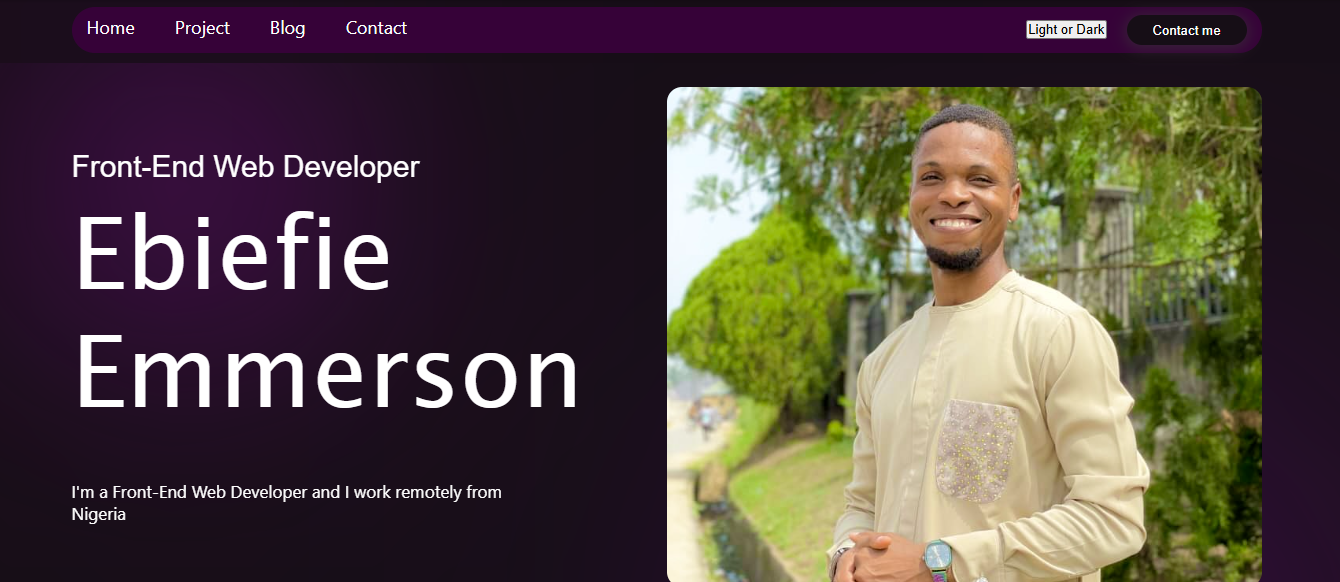 Home Project Blog Contact Light or Dark Contact me
Front-End Web Developer
Ebiefie
Emmerson
I'm a Front-End Web Developer and I work remotely from
Nigeria